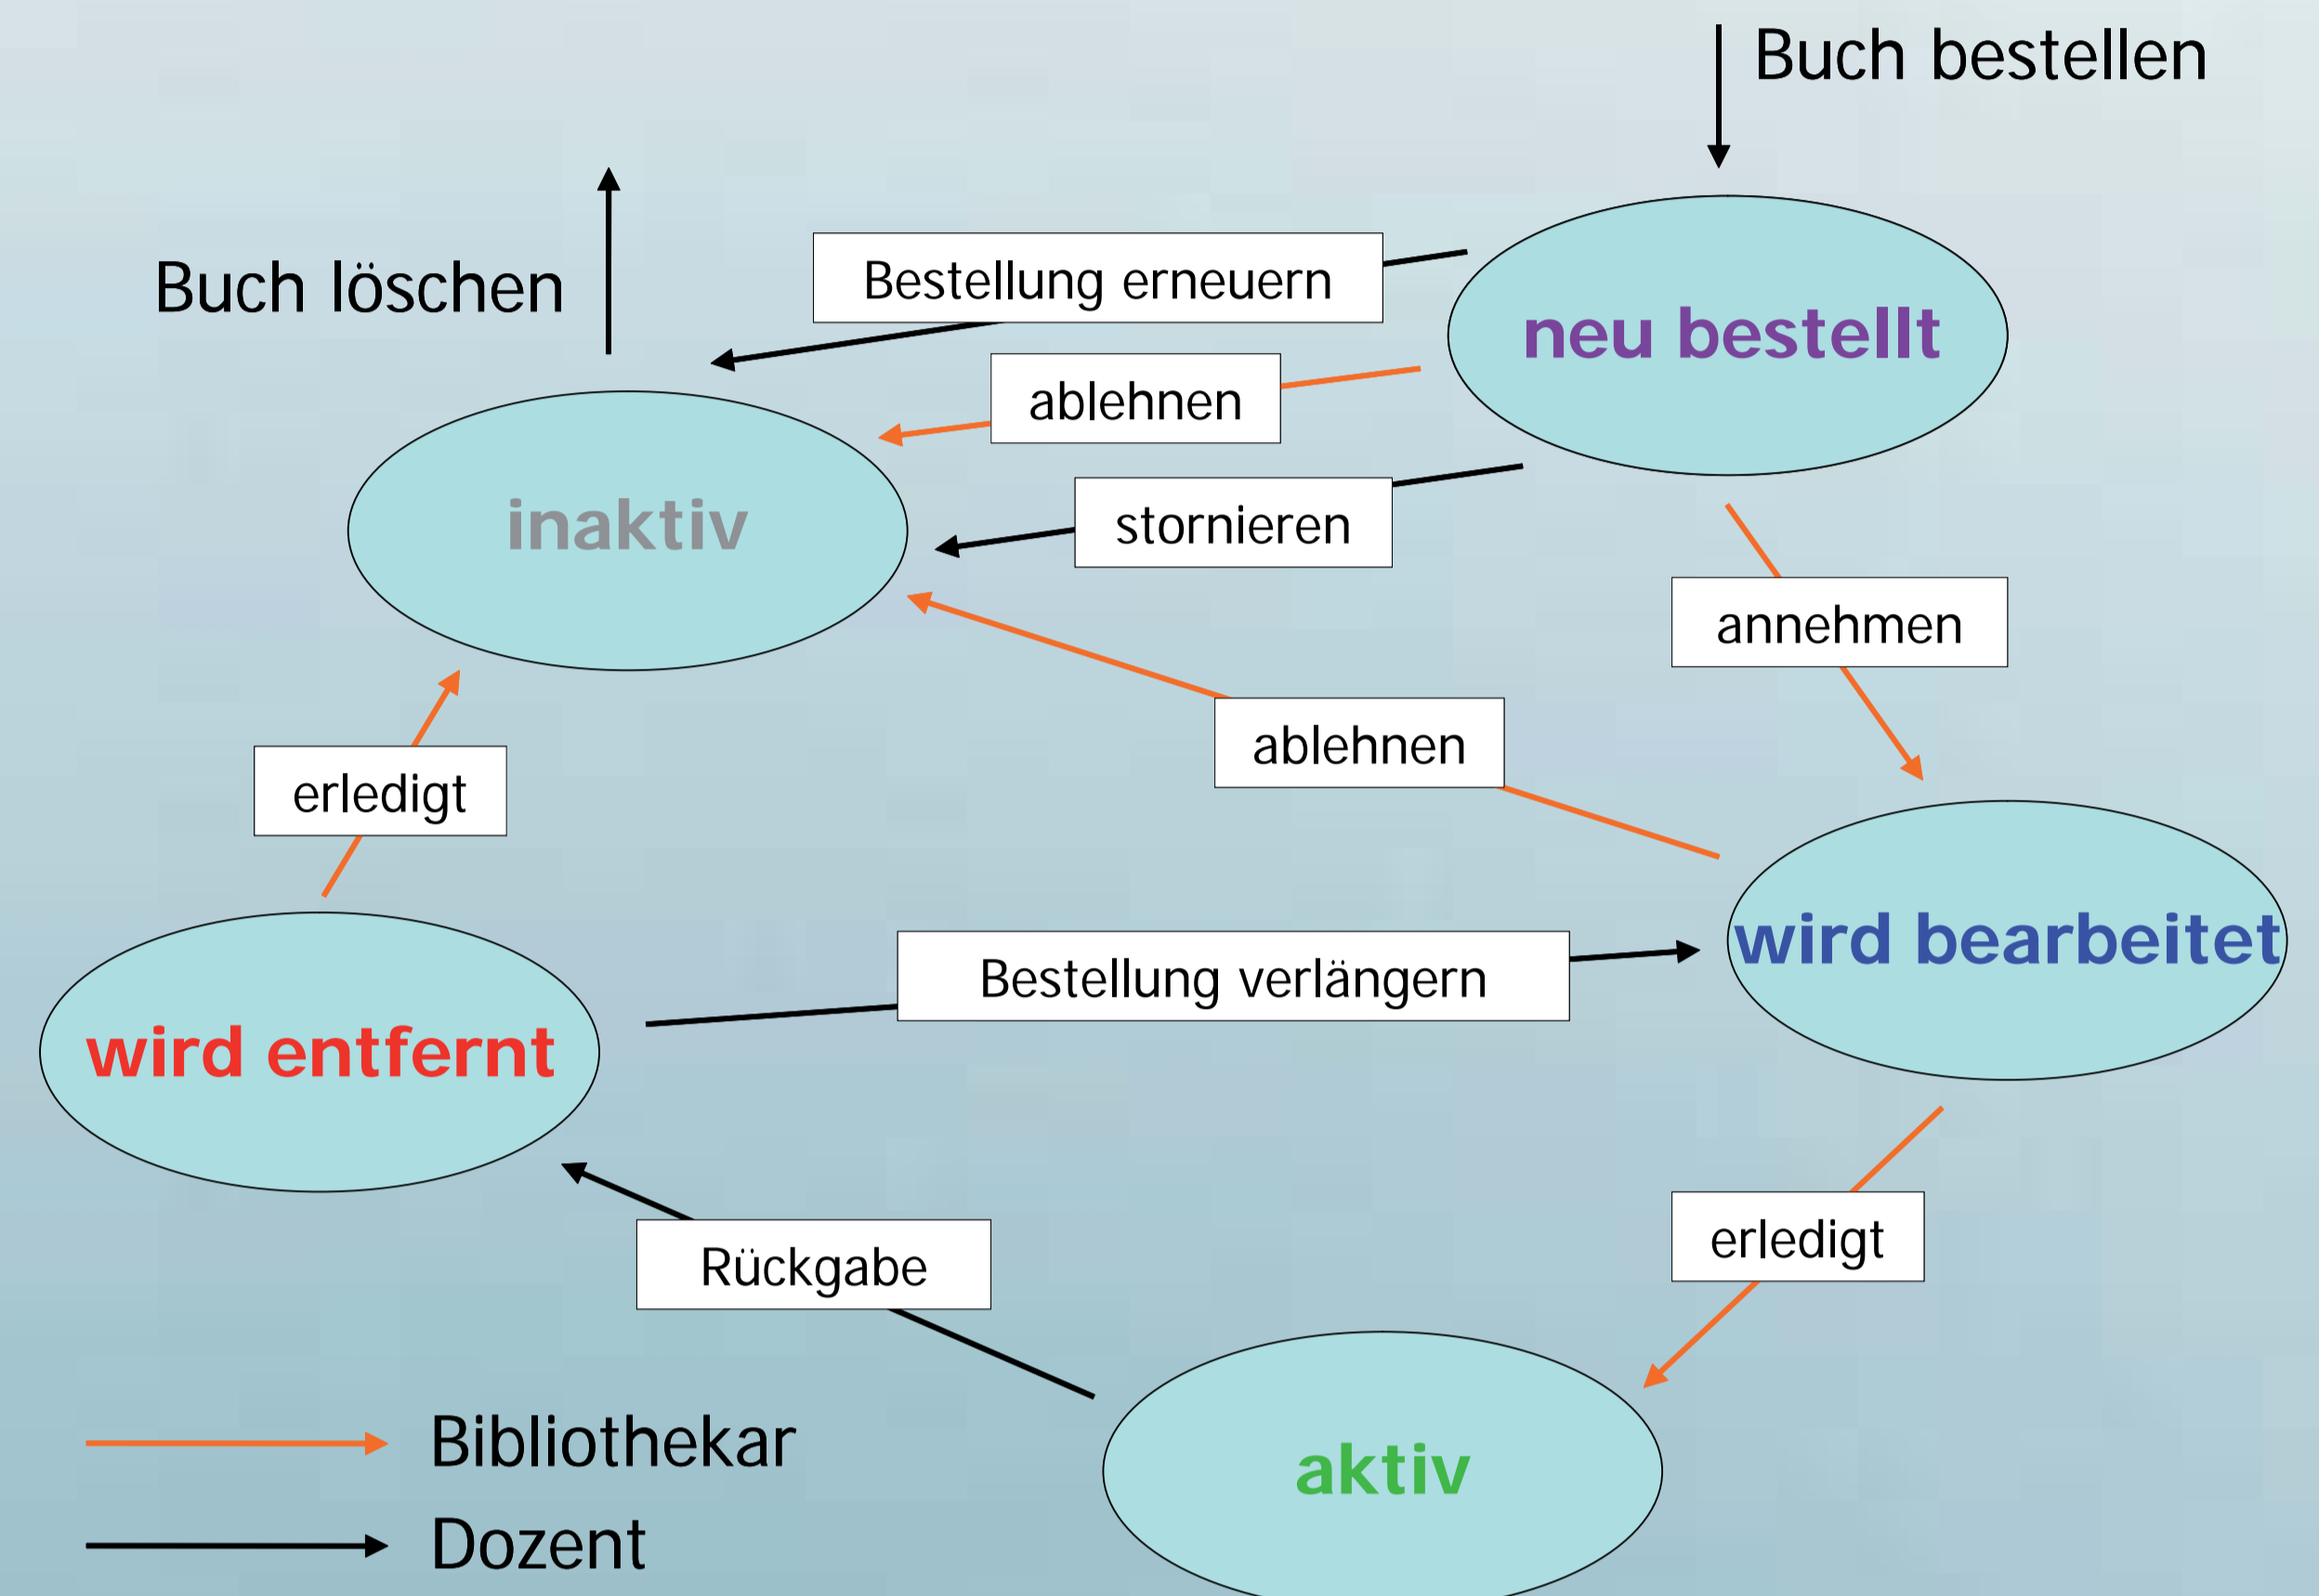 Buch bestellen
Buch löschen
Bestellung erneuern
neu bestellt
ablehnen
inaktiv
stornieren
annehmen
ablehnen
erledigt
wird bearbeitet
Bestellung verlängern
wird entfernt
erledigt
Rückgabe
Bibliothekar
aktiv
Dozent